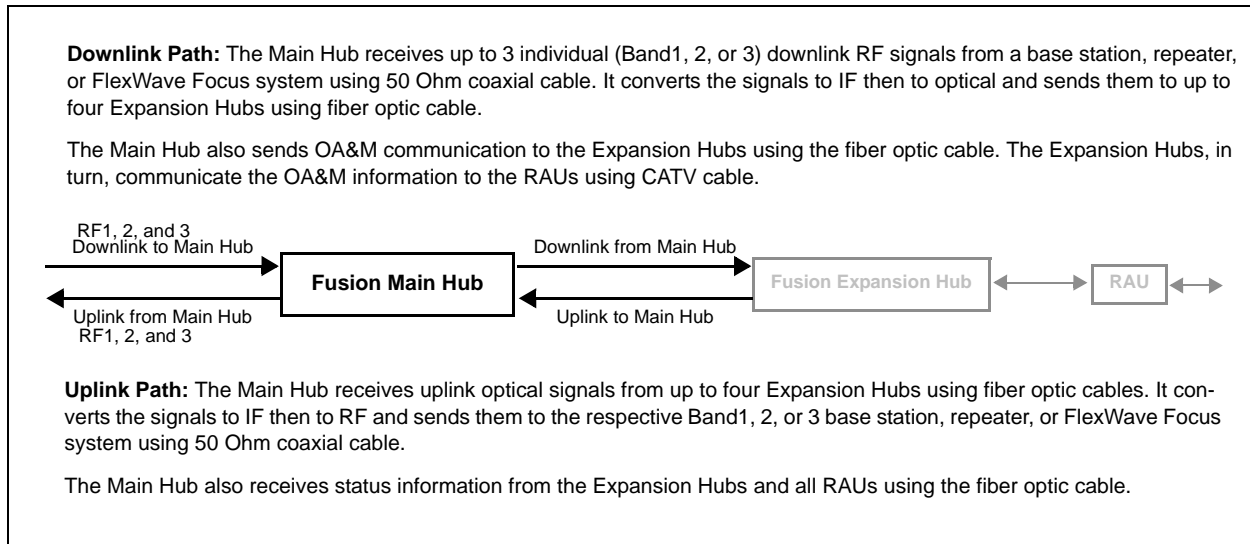 Downlink Path: The Main Hub receives up to 3 individual (Band1, 2, or 3) downlink RF signals from a base station, repeater,
or FlexWave Focus system using 50 Ohm coaxial cable. It converts the signals to IF then to optical and sends them to up to
four Expansion Hubs using fiber optic cable.
The Main Hub also sends OA&M communication to the Expansion Hubs using the fiber optic cable. The Expansion Hubs, in
turn, communicate the OA&M information to the RAUs using CATV cable.
RF1, 2, and 3
Downlink to Main Hub
Downlink from Main Hub
Fusion Main Hub
Fusion Expansion Hub
RAU
Uplink from Main Hub
RF1, 2, and 3
Uplink to Main Hub
Uplink Path: The Main Hub receives uplink optical signals from up to four Expansion Hubs using fiber optic cables. It con-
verts the signals to IF then to RF and sends them to the respective Band1, 2, or 3 base station, repeater, or FlexWave Focus
system using 50 Ohm coaxial cable.
The Main Hub also receives status information from the Expansion Hubs and all RAUs using the fiber optic cable.